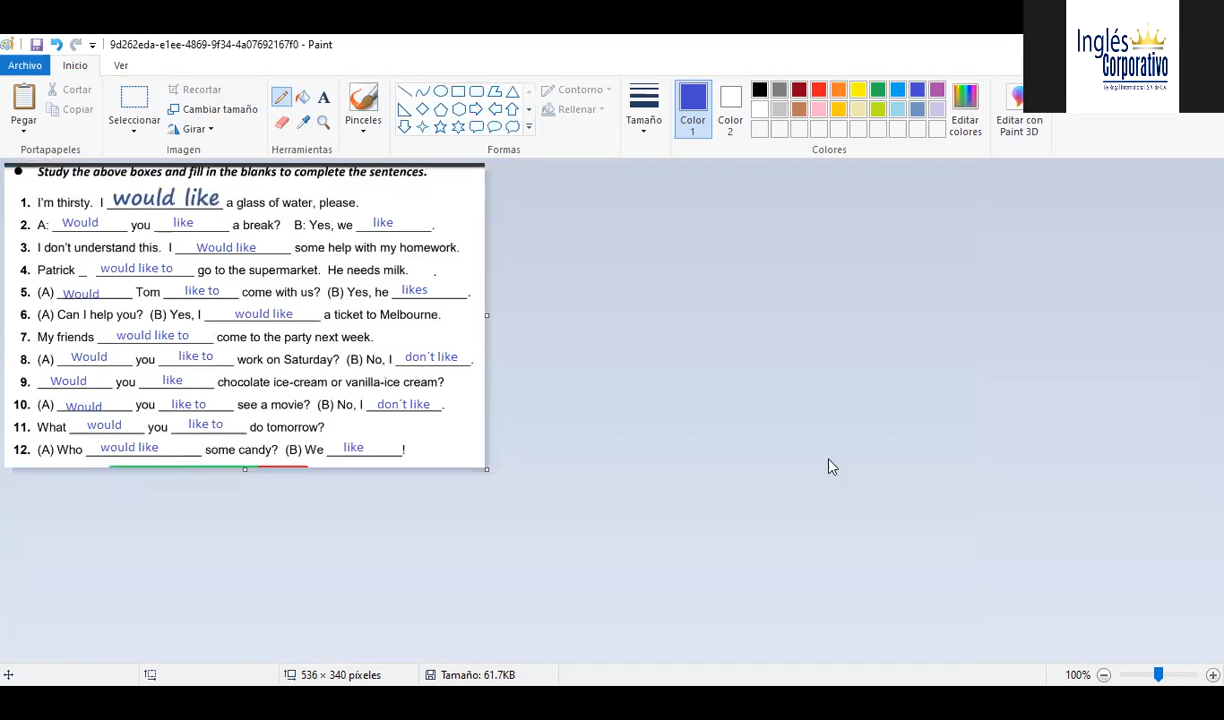 9d262eda-e1ee-4869-9f34-4a07692167f0 - Paint
Inglés Corporativo
Archivo Inicio Ver
Pegar Cortar Copiar Portapapeles
Seleccionar Recortar Cambiar tamaño Girar Imagen
A Herramientas
Pinceles
Contorno Rellenar Formas
Tamaño
Color 1 Color 2 Editar colores Colores
Editar con Paint 3D
● Study the above boxes and fill in the blanks to complete the sentences.
1. I'm thirsty. I would like a glass of water, please.
2. A: Would you like a break? B: Yes, we like.
3. I don't understand this. I Would like some help with my homework.
4. Patrick _ would like to go to the supermarket. He needs milk. .
5. (A) Would Tom like to come with us? (B) Yes, he likes.
6. (A) Can I help you? (B) Yes, I would like a ticket to Melbourne.
7. My friends would like to come to the party next week.
8. (A) Would you like to work on Saturday? (B) No, I don´t like.
9. Would you like chocolate ice-cream or vanilla-ice cream?
10. (A) Would you like to see a movie? (B) No, I don´t like.
11. What would you like to do tomorrow?
12. (A) Who would like some candy? (B) We like!
536 × 340 píxeles Tamaño: 61.7KB 100%